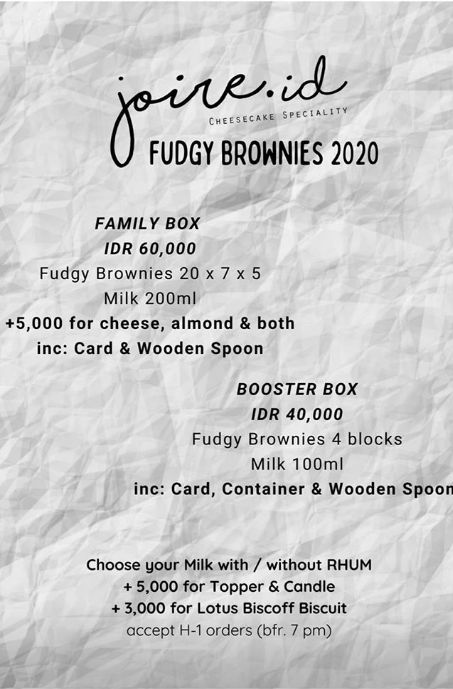 joire.id
CHEESECAKE SPECIALITY
FUDGY BROWNIES 2020
FAMILY BOX
IDR 60,000
Fudgy Brownies 20 x 7 x 5
Milk 200ml
+5,000 for cheese, almond & both
inc: Card & Wooden Spoon
BOOSTER BOX
IDR 40,000
Fudgy Brownies 4 blocks
Milk 100ml
inc: Card, Container & Wooden Spoon
Choose your Milk with / without RHUM
+ 5,000 for Topper & Candle
+ 3,000 for Lotus Biscoff Biscuit
accept H-1 orders (bfr. 7 pm)